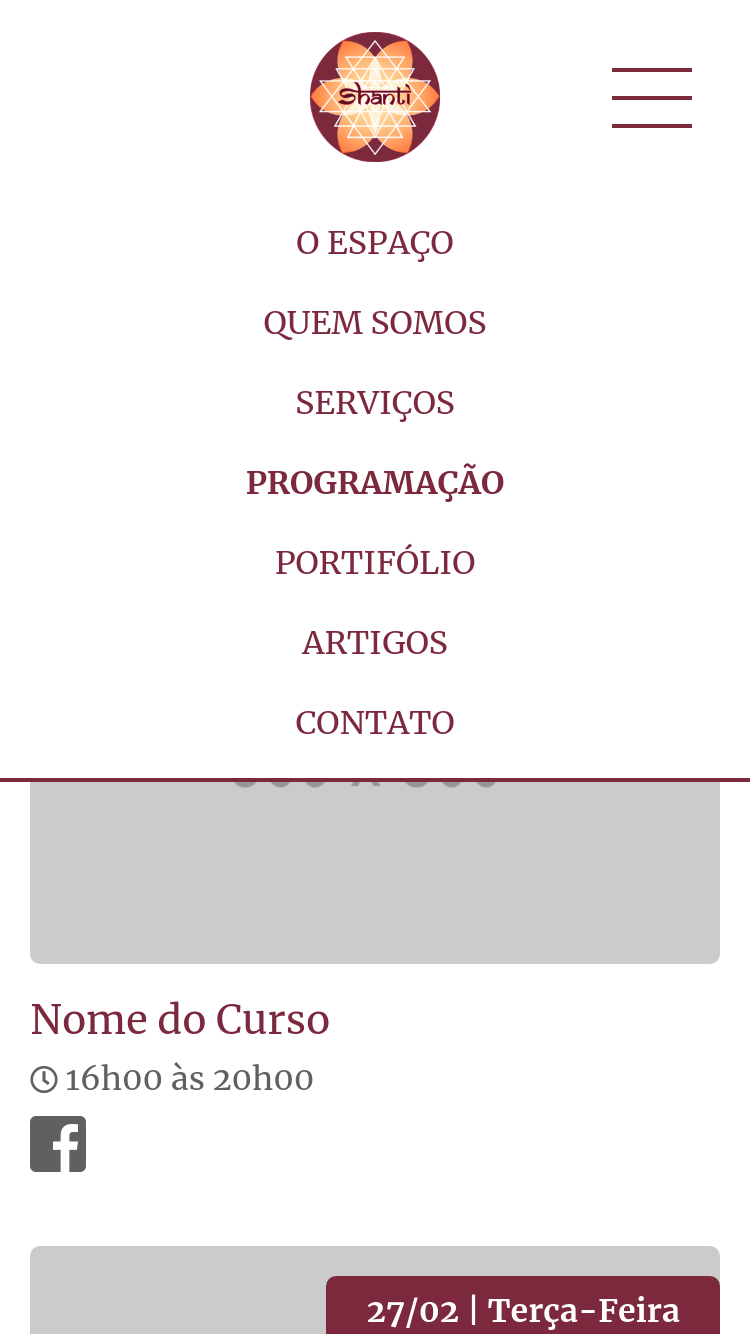 Shanti
O ESPAÇO
QUEM SOMOS
SERVIÇOS
PROGRAMAÇÃO
PORTIFÓLIO
ARTIGOS
CONTATO
Nome do Curso
16h00 às 20h00
27/02 | Terça-Feira